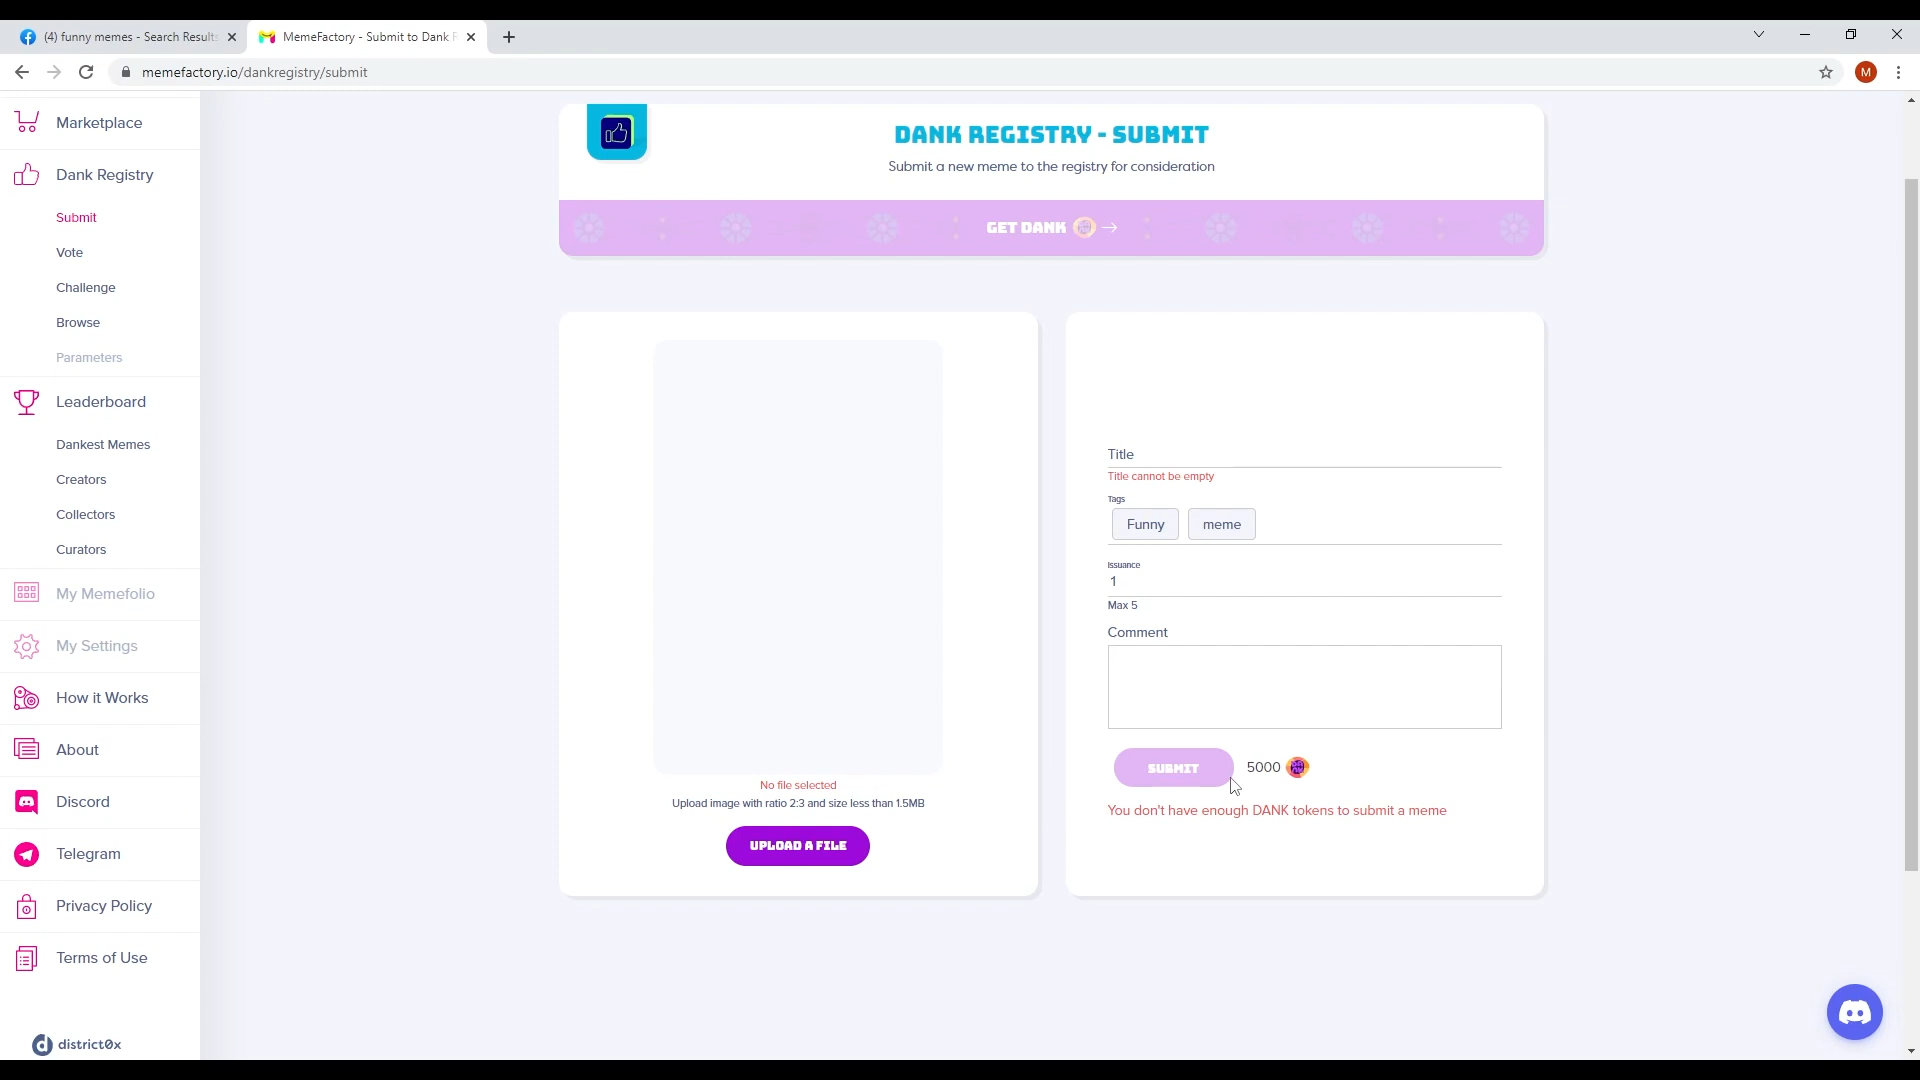 (4) funny memes - Search Results
MemeFactory - Submit to Dank R
memefactory.io/dankregistry/submit
M
Marketplace
Dank Registry
Submit
Vote
Challenge
Browse
Parameters
Leaderboard
Dankest Memes
Creators
Collectors
Curators
My Memefolio
My Settings
How it Works
About
Discord
Telegram
Privacy Policy
Terms of Use
district0x
DANK REGISTRY - SUBMIT
Submit a new meme to the registry for consideration
GET DANK
No file selected
Upload image with ratio 2:3 and size less than 1.5MB
UPLOAD A FILE
Title
Title cannot be empty
Tags
Funny meme
Issuance
1
Max 5
Comment
SUBMIT 5000
You don't have enough DANK tokens to submit a meme